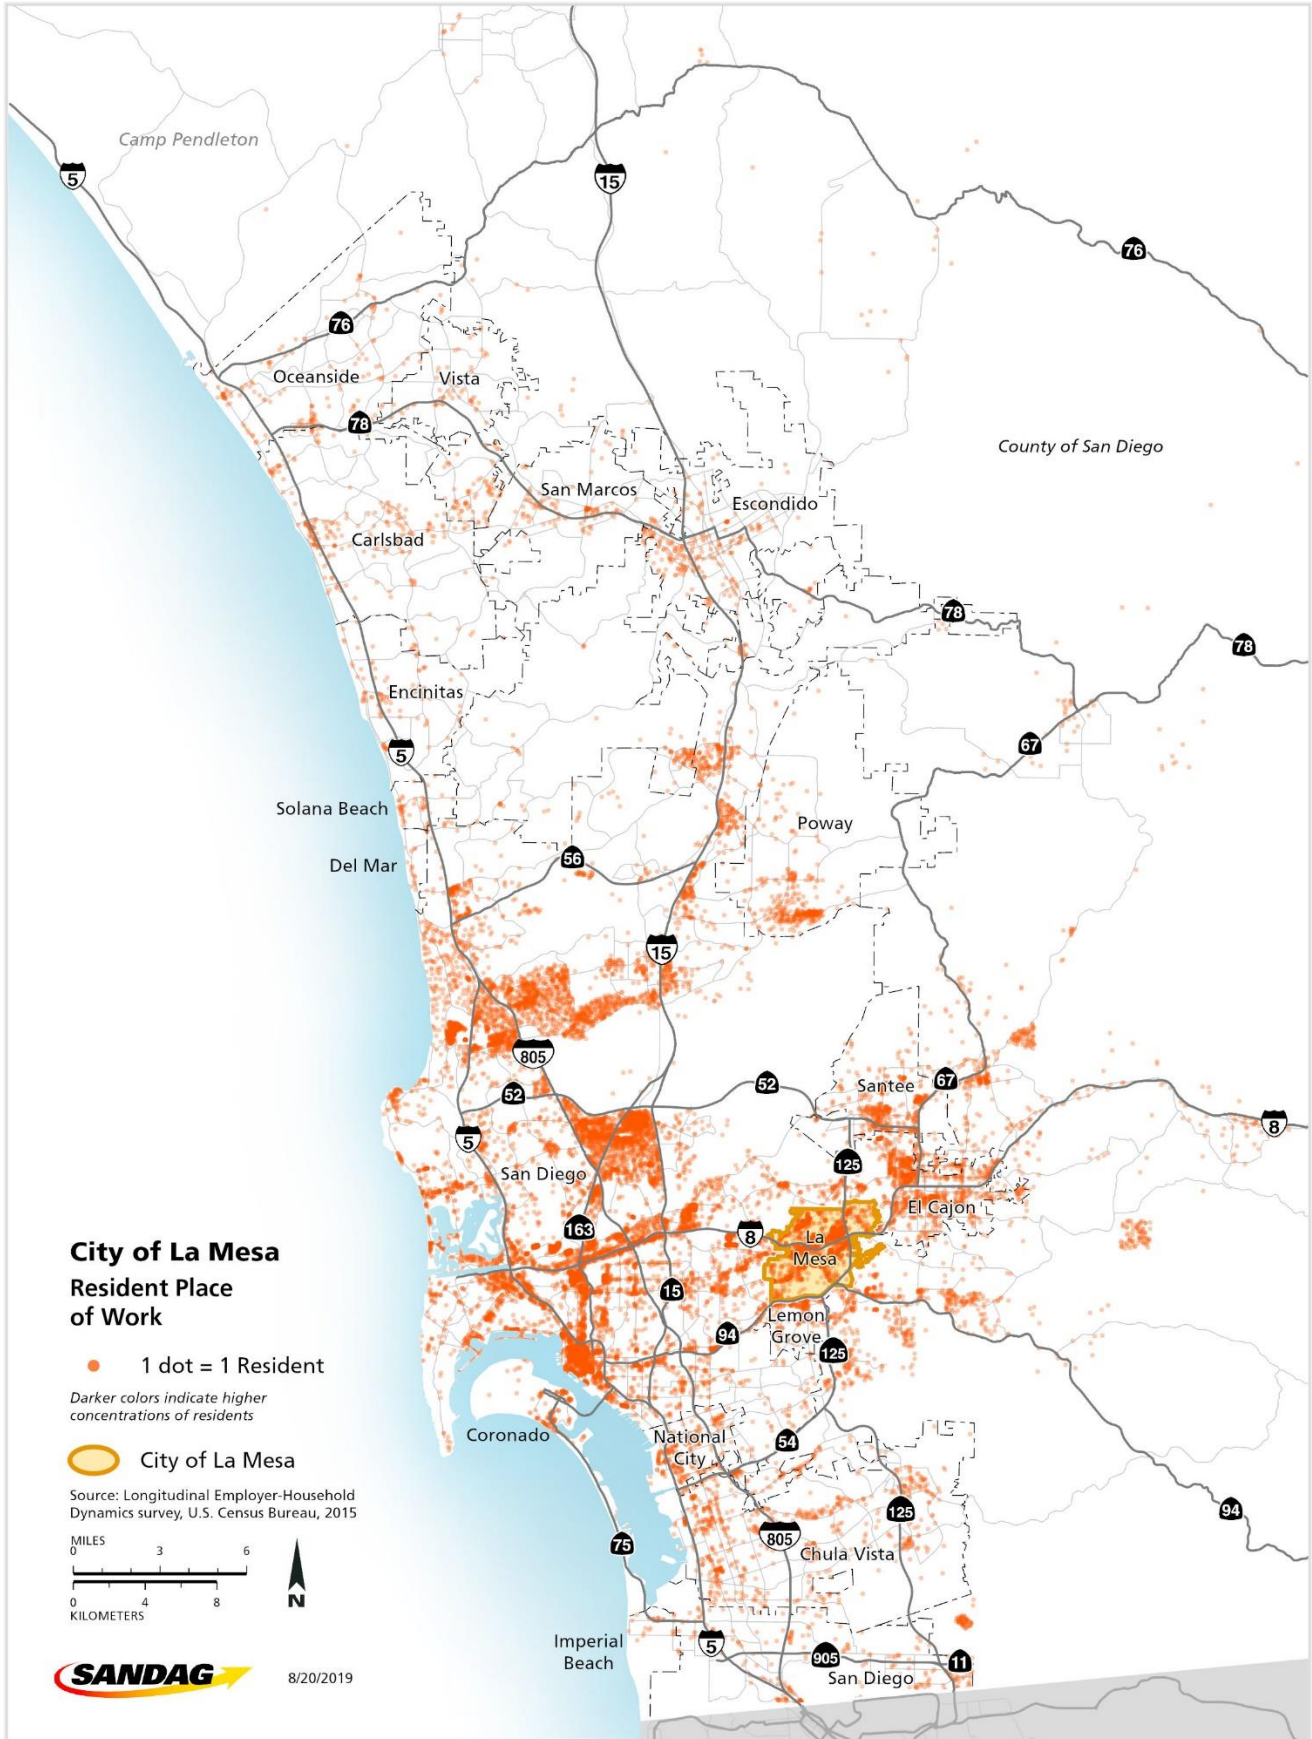 Camp Pendleton
5
15
76
76
Oceanside
Vista
78
County of San Diego
San Marcos
Escondido
Carlsbad
78
78
Encinitas
67
5
Solana Beach
Poway
Del Mar
56
15
805
52
52
Santee
67
8
5
125
San Diego
El Cajon
163
8
La
Mesa
15
Lemon
Grove
94
125
Coronado
National
City
54
125
94
805
75
Chula Vista
Imperial
Beach
5
905
11
San Diego
City of La Mesa
Resident Place
of Work
1 dot = 1 Resident
Darker colors indicate higher
concentrations of residents
City of La Mesa
Source: Longitudinal Employer-Household
Dynamics survey, U.S. Census Bureau, 2015
MILES
0 3 6
0 4 8
KILOMETERS
N
SANDAG
8/20/2019